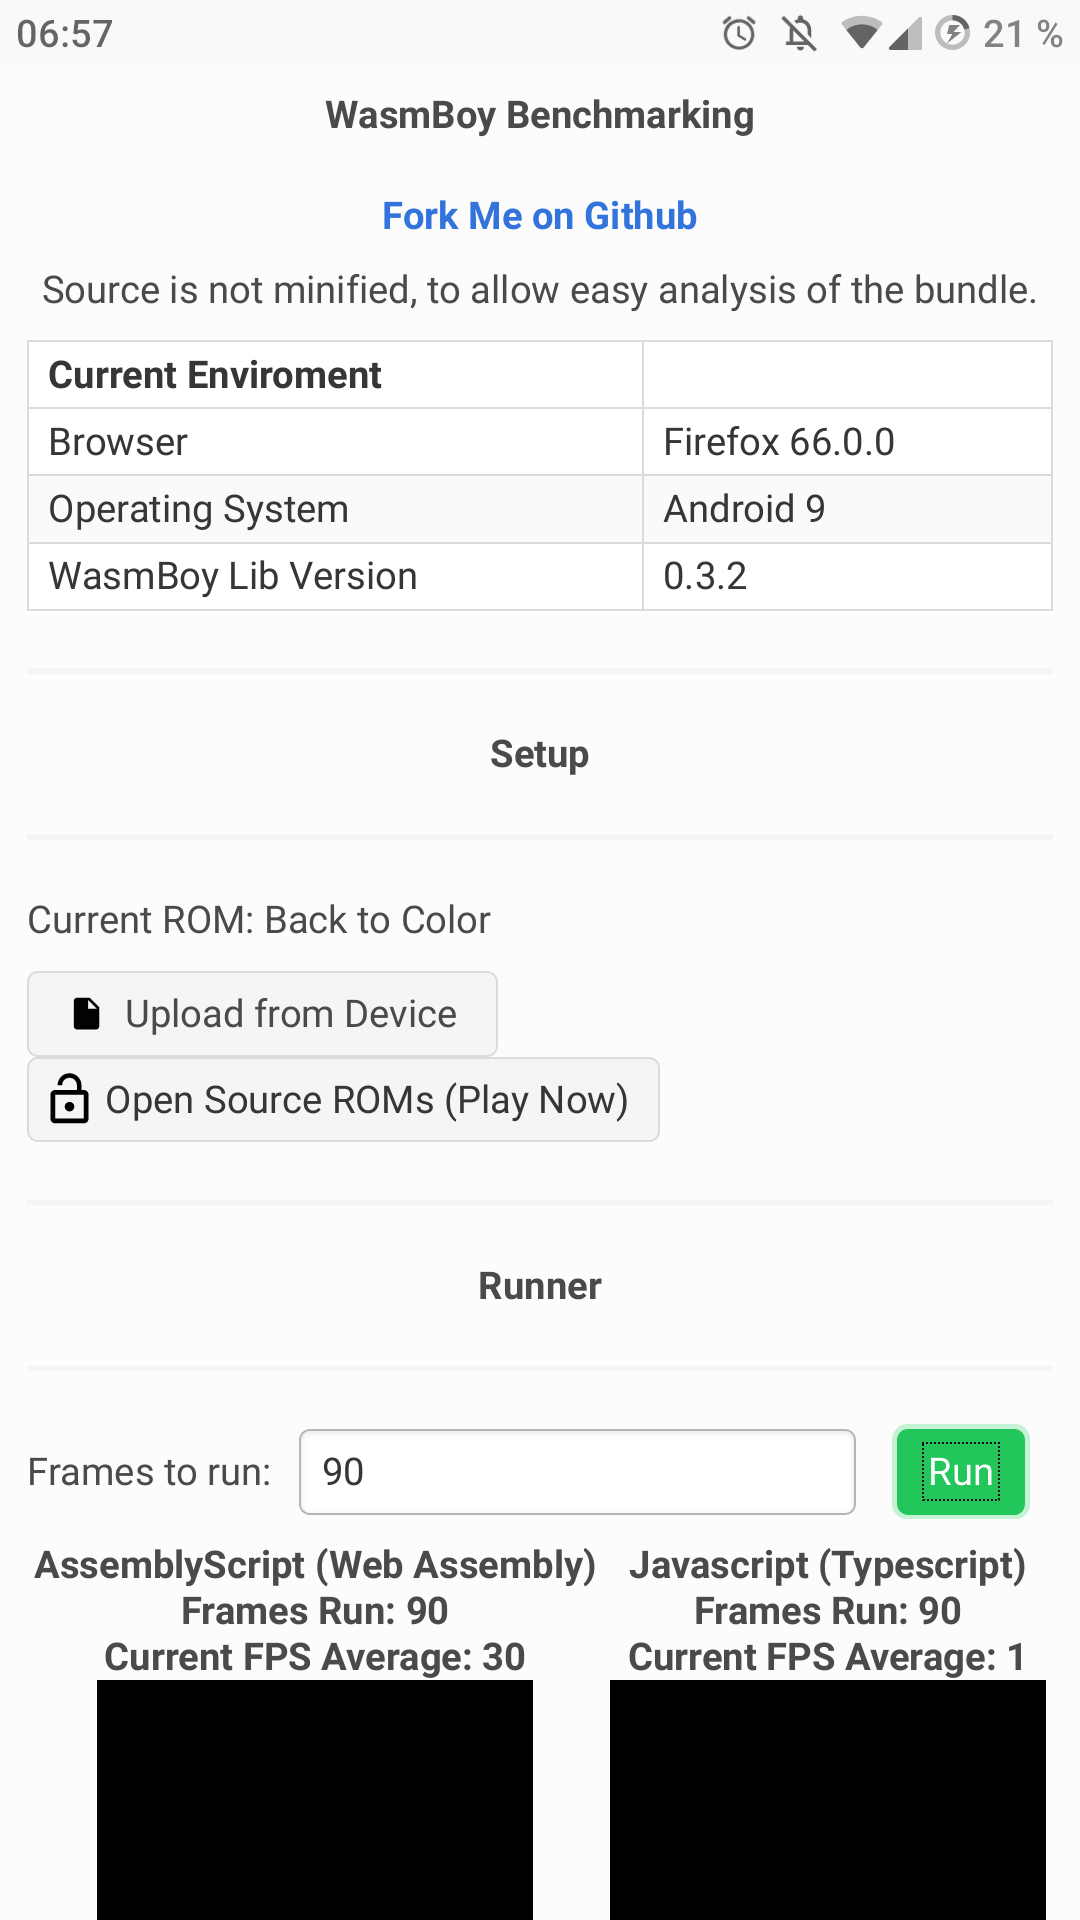 06:57
21 %
WasmBoy Benchmarking
Fork Me on Github
Source is not minified, to allow easy analysis of the bundle.
Current Enviroment
Browser Firefox 66.0.0
Operating System Android 9
WasmBoy Lib Version 0.3.2
Setup
Current ROM: Back to Color
Upload from Device
Open Source ROMs (Play Now)
Runner
Frames to run: 90 Run
AssemblyScript (Web Assembly)
Frames Run: 90
Current FPS Average: 30
Javascript (Typescript)
Frames Run: 90
Current FPS Average: 1